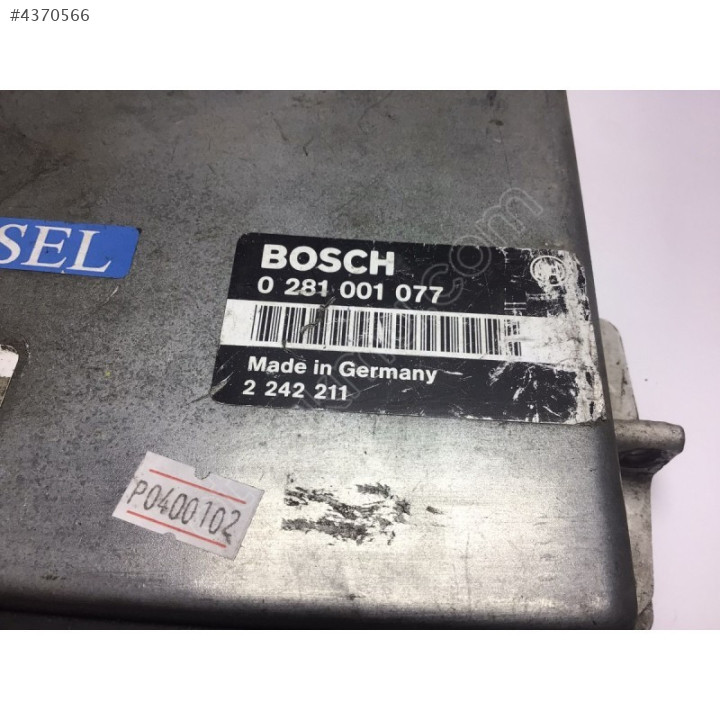 #4370566
SEL
BOSCH
0 281 001 077
Made in Germany
2 242 211
P0400102